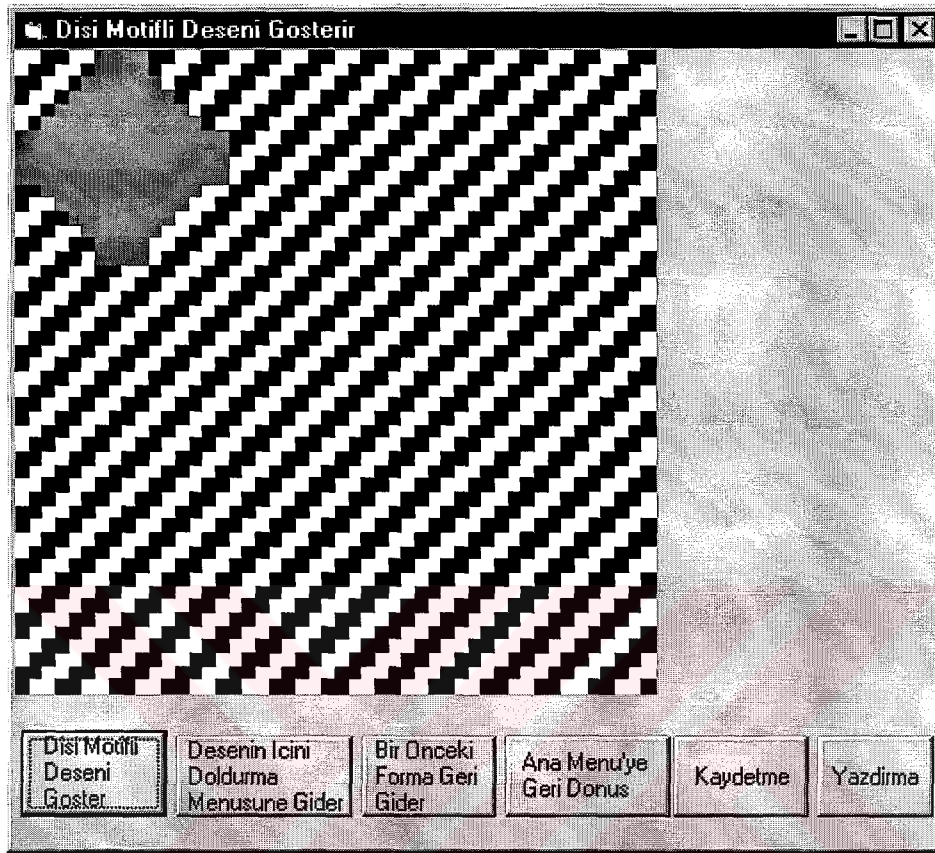 Disi Motifli Deseni Gosterir
Disi Motifli
Deseni
Goster
Desenin Icini
Doldurma
Menusune Gider
Bir Onceki
Forma Geri
Gider
Ana Menu'ye
Geri Donus
Kaydetme
Yazdirma